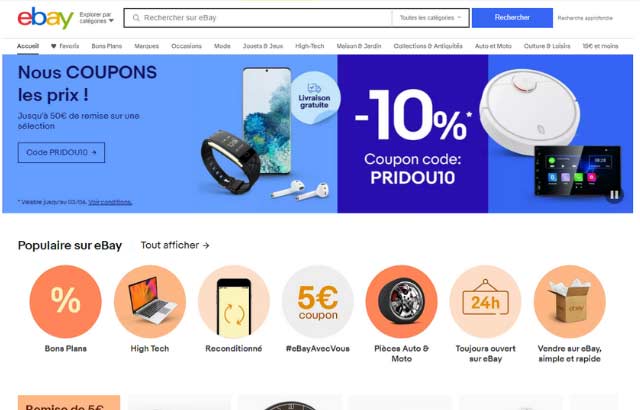 ebay
Explorer par
catégories
Rechercher sur eBay
Toutes les catégories
Rechercher
Recherche approfondie
Accueil
Favoris
Bons Plans
Marques
Occasions
Mode
Jouets & Jeux
High-Tech
Maison & Jardin
Collections & Antiquités
Auto et Moto
Culture & Loisirs
15€ et moins
Nous COUPONS
les prix !
Jusqu'à 50€ de remise sur une
sélection
Code PRIDOU10 →
* Valable jusqu'au 03/06. Voir conditions.
Livraison
gratuite
-10%*
Coupon code:
PRIDOU10
Populaire sur eBay
Tout afficher →
%
5€
coupon
24h
ebay
Bons Plans
High Tech
Reconditionné
#eBayAvecVous
Pièces Auto &
Moto
Toujours ouvert
sur eBay
Vendre sur eBay,
simple et rapide
Remise de 5€